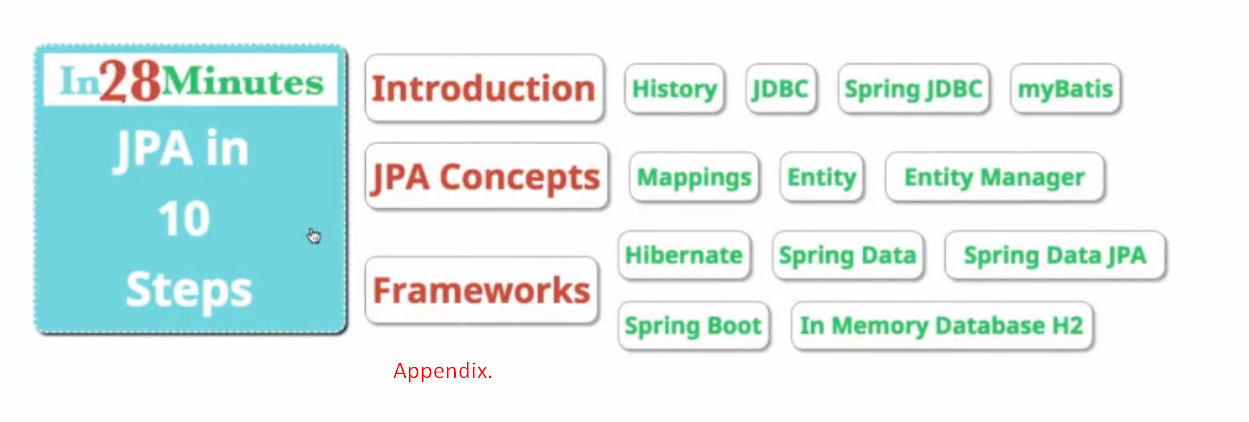 In28Minutes
JPA in
10
Steps
Introduction
History
JDBC
Spring JDBC
myBatis
JPA Concepts
Mappings
Entity
Entity Manager
Frameworks
Hibernate
Spring Data
Spring Data JPA
Spring Boot
In Memory Database H2
Appendix.